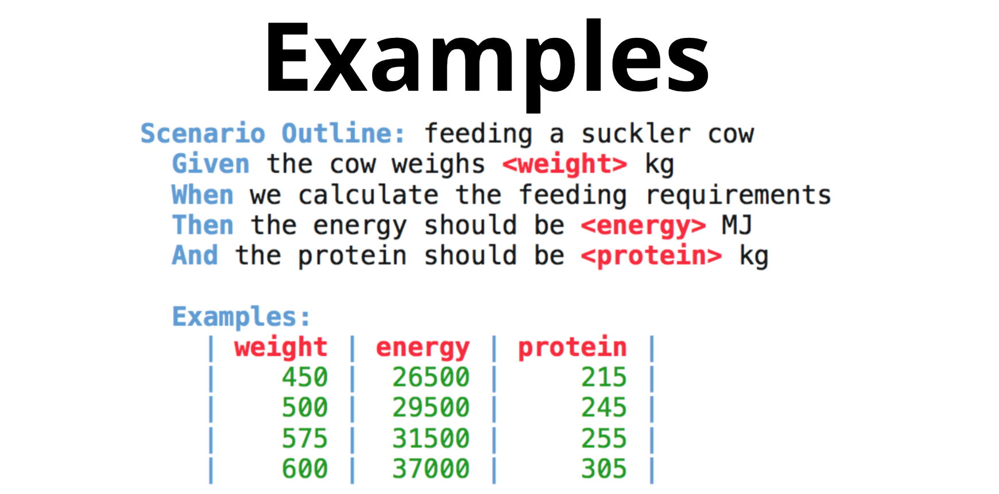 Examples
Scenario Outline: feeding a suckler cow
Given the cow weighs <weight> kg
When we calculate the feeding requirements
Then the energy should be <energy> MJ
And the protein should be <protein> kg
Examples:
| weight | energy | protein |
| 450 | 26500 | 215 |
| 500 | 29500 | 245 |
| 575 | 31500 | 255 |
| 600 | 37000 | 305 |